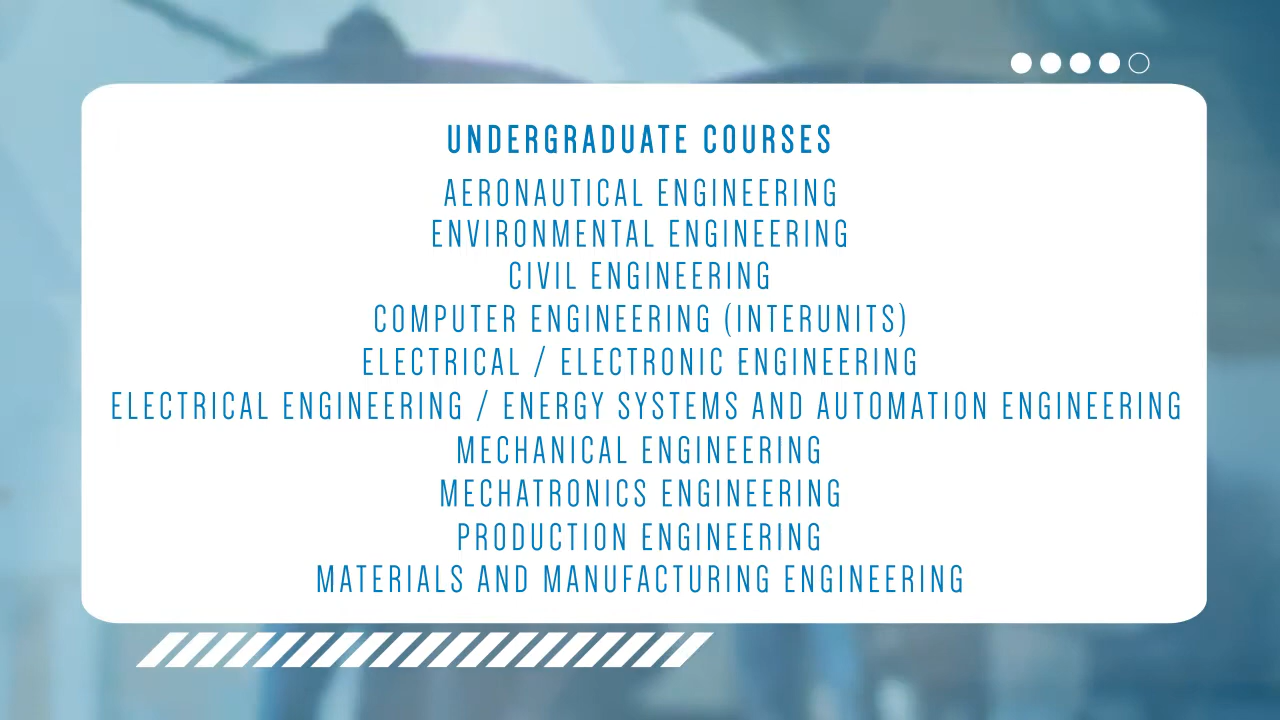 UNDERGRADUATE COURSES
AERONAUTICAL ENGINEERING
ENVIRONMENTAL ENGINEERING
CIVIL ENGINEERING
COMPUTER ENGINEERING (INTERUNITS)
ELECTRICAL / ELECTRONIC ENGINEERING
ELECTRICAL ENGINEERING / ENERGY SYSTEMS AND AUTOMATION ENGINEERING
MECHANICAL ENGINEERING
MECHATRONICS ENGINEERING
PRODUCTION ENGINEERING
MATERIALS AND MANUFACTURING ENGINEERING